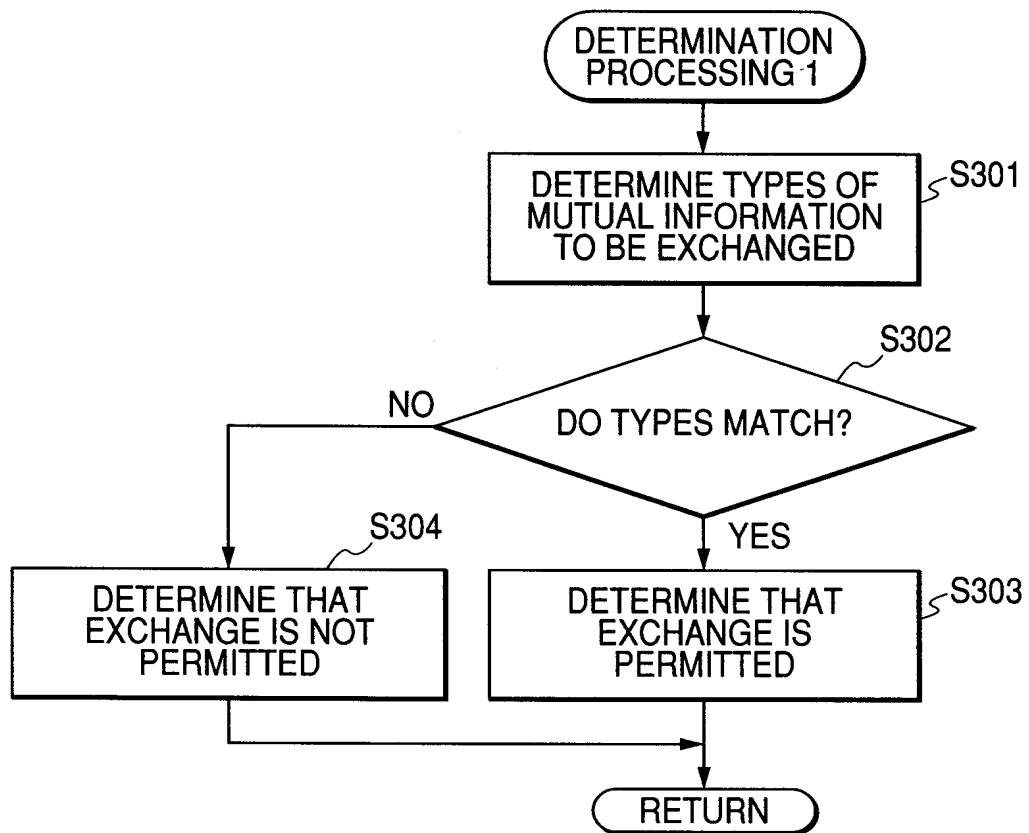 DETERMINATION
PROCESSING 1
DETERMINE TYPES OF
MUTUAL INFORMATION
TO BE EXCHANGED
S301
S302
DO TYPES MATCH?
NO
YES
S304
DETERMINE THAT
EXCHANGE IS NOT
PERMITTED
S303
DETERMINE THAT
EXCHANGE IS
PERMITTED
RETURN